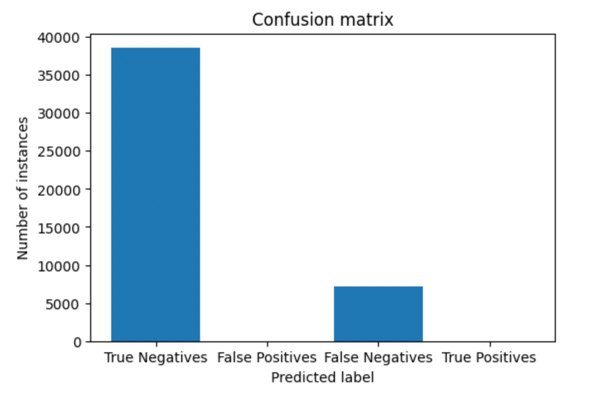 Confusion matrix
40000
35000
30000
25000
20000
15000
10000
5000
0
Number of instances
True Negatives False Positives False Negatives True Positives
Predicted label